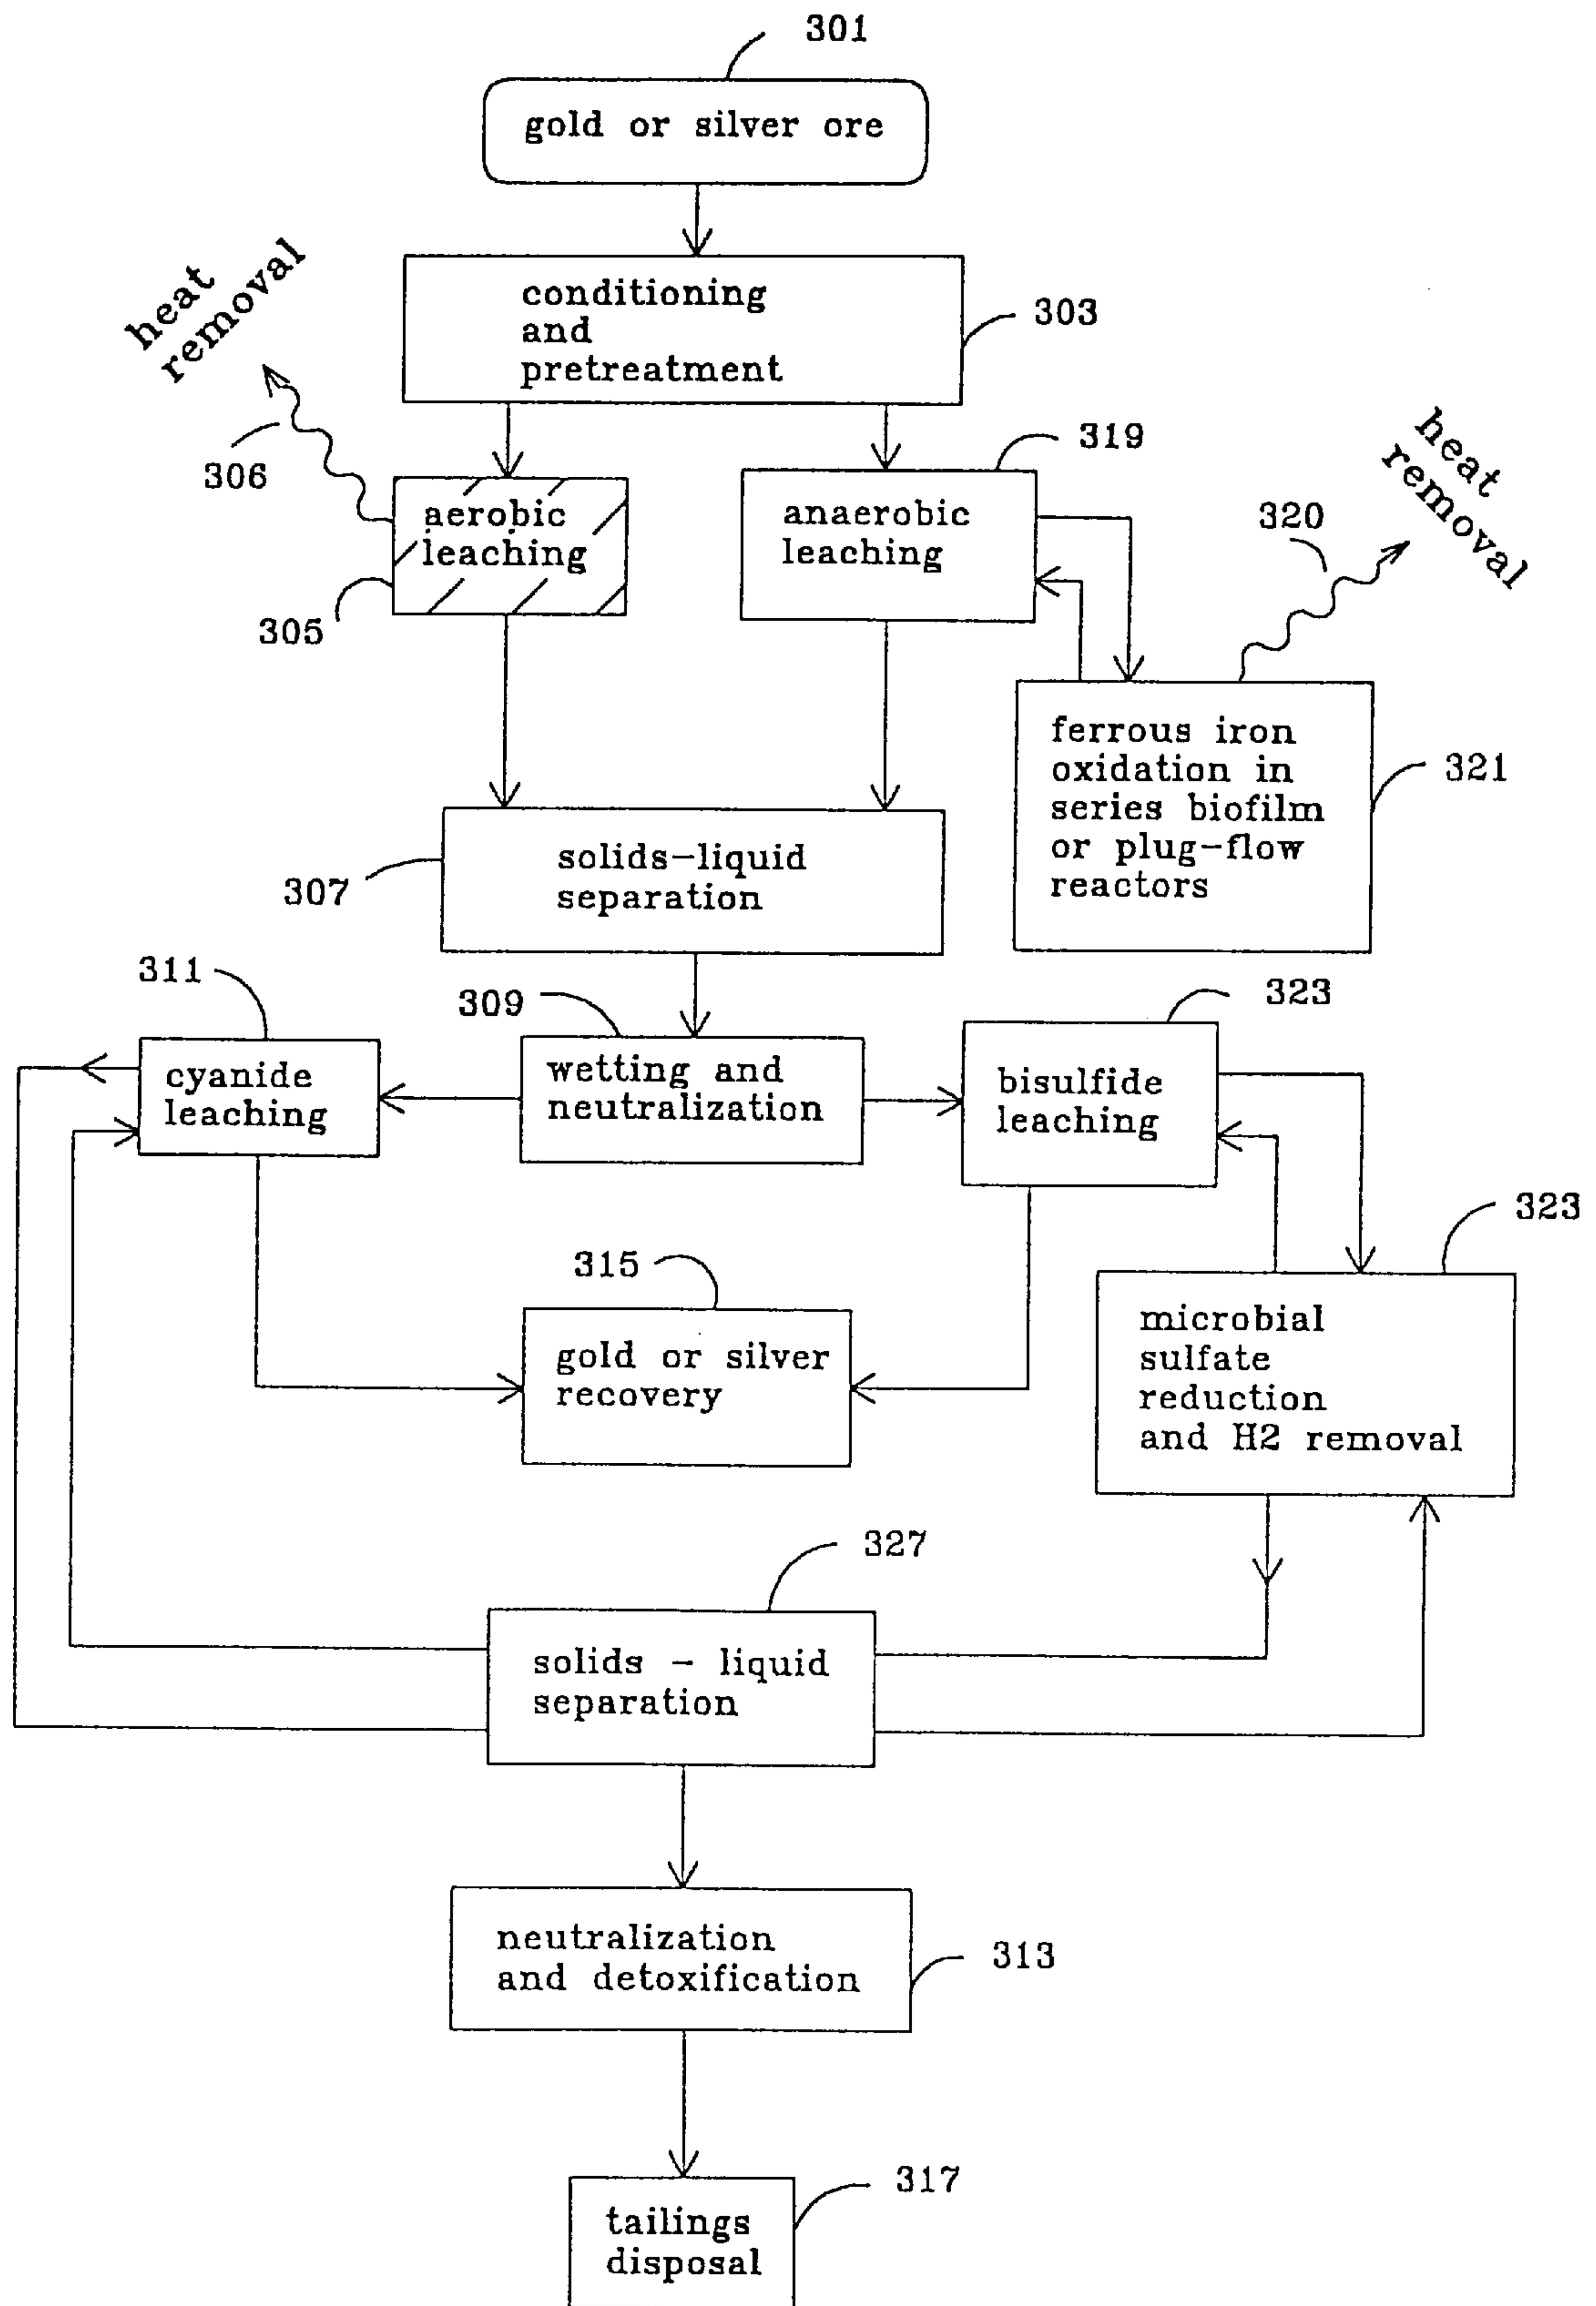 301
gold or silver ore
heat
removal
conditioning
and
pretreatment
303
306
319
heat
removal
aerobic
leaching
anaerobic
leaching
320
305
ferrous iron
oxidation in
series biofilm
or plug-flow
reactors
321
solids-liquid
separation
307
311
309
323
cyanide
leaching
wetting and
neutralization
bisulfide
leaching
323
315
gold or silver
recovery
microbial
sulfate
reduction
and H2 removal
327
solids - liquid
separation
neutralization
and detoxification
313
317
tailings
disposal